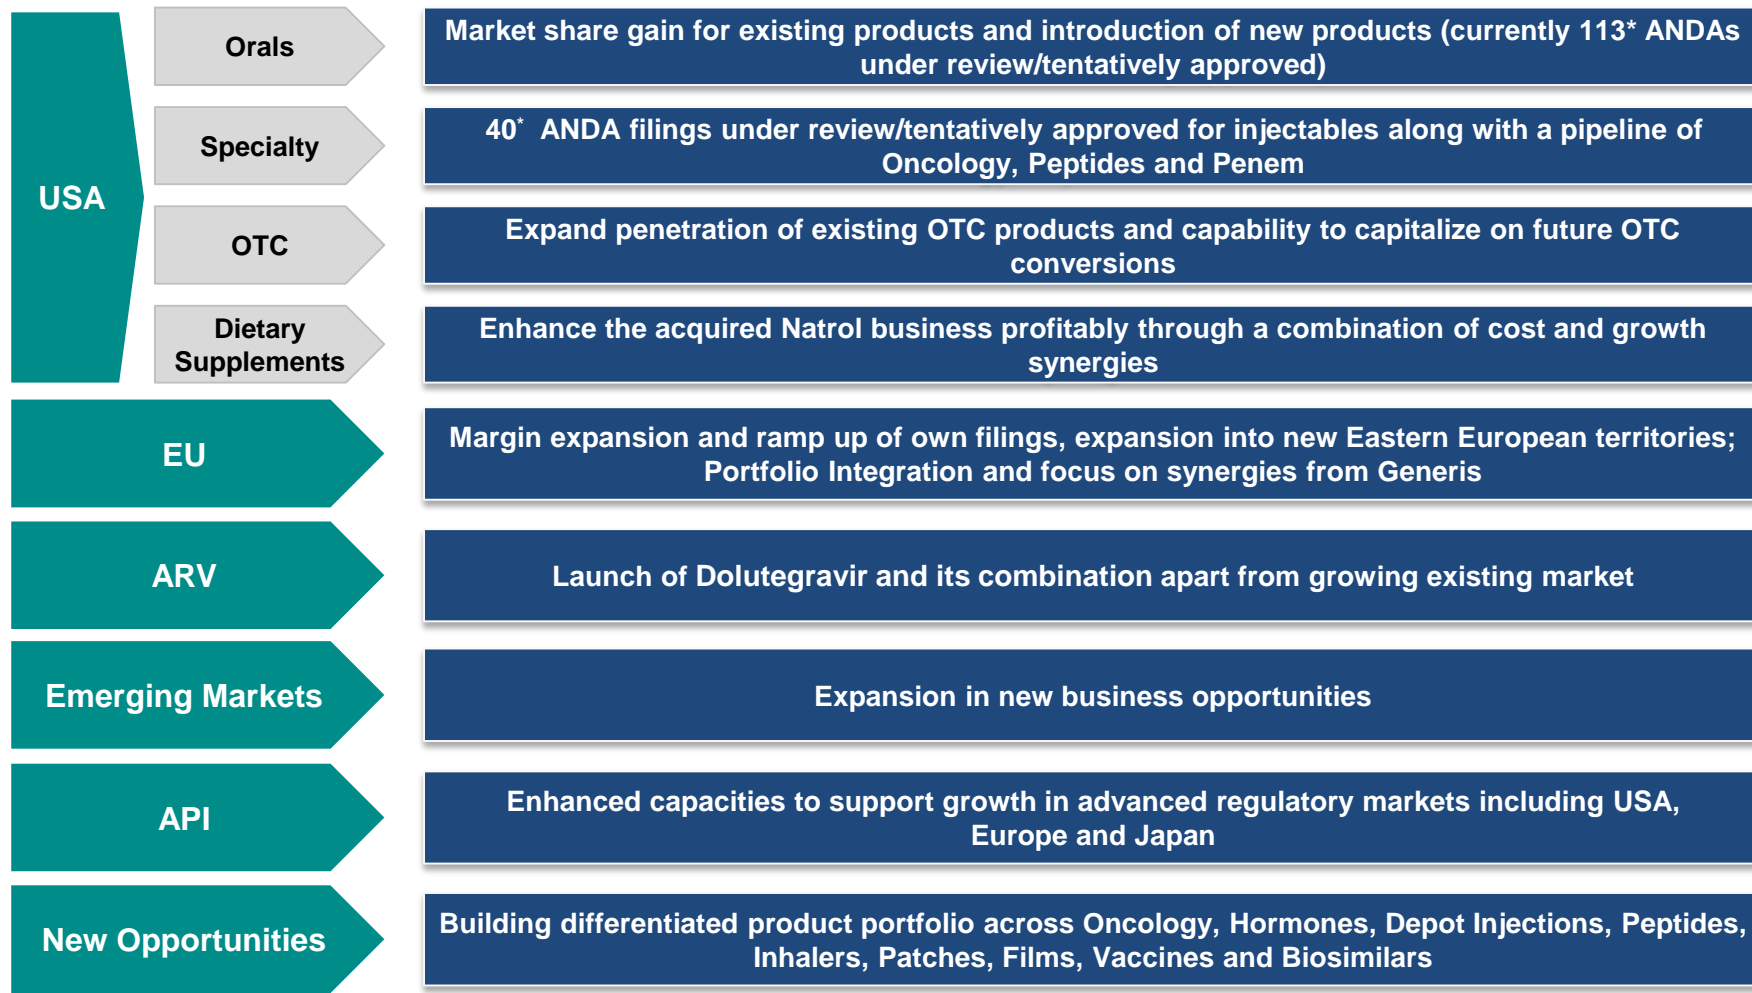 USA
Orals
Market share gain for existing products and introduction of new products (currently 113* ANDAs
under review/tentatively approved)
Specialty
40* ANDA filings under review/tentatively approved for injectables along with a pipeline of
Oncology, Peptides and Penem
OTC
Expand penetration of existing OTC products and capability to capitalize on future OTC
conversions
Dietary
Supplements
Enhance the acquired Natrol business profitably through a combination of cost and growth
synergies
EU
Margin expansion and ramp up of own filings, expansion into new Eastern European territories;
Portfolio Integration and focus on synergies from Generis
ARV
Launch of Dolutegravir and its combination apart from growing existing market
Emerging Markets
Expansion in new business opportunities
API
Enhanced capacities to support growth in advanced regulatory markets including USA,
Europe and Japan
New Opportunities
Building differentiated product portfolio across Oncology, Hormones, Depot Injections, Peptides,
Inhalers, Patches, Films, Vaccines and Biosimilars